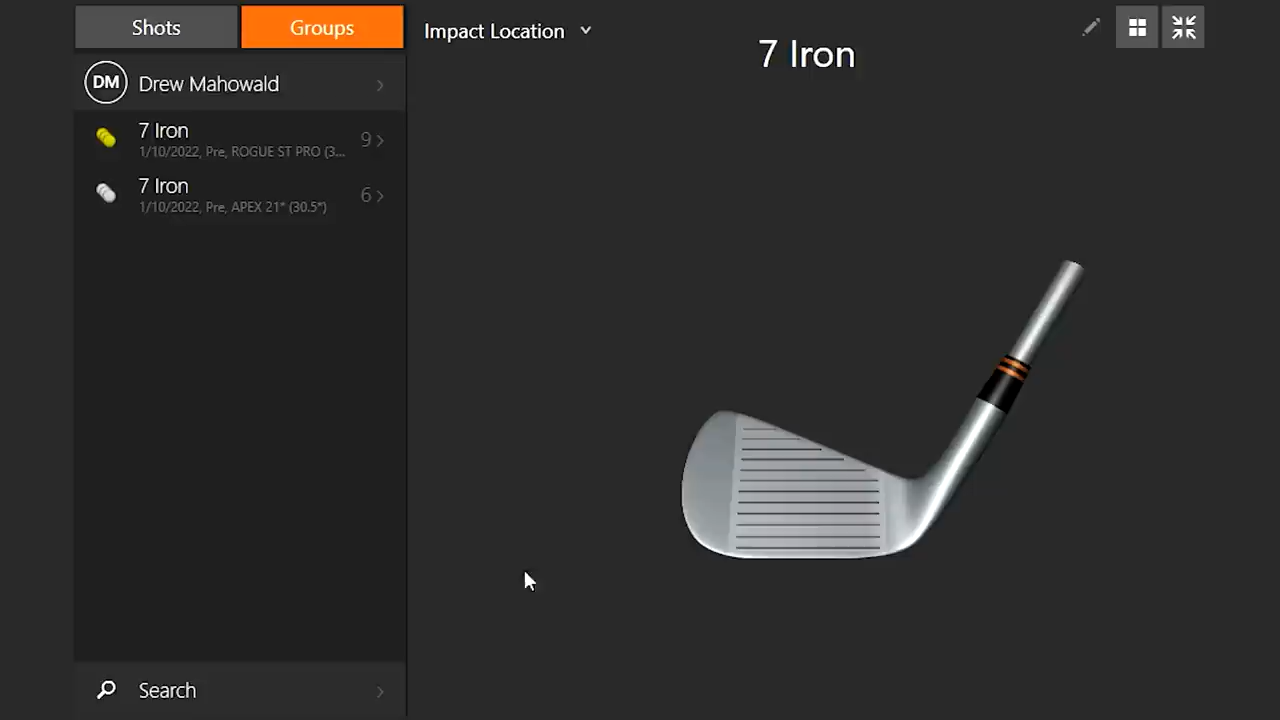 Shots
Groups
Impact Location
7 Iron
DM
Drew Mahowald
7 Iron
9
1/10/2022, Pre, ROGUE ST PRO (3...
7 Iron
6
1/10/2022, Pre, APEX 21* (30.5*)
Search